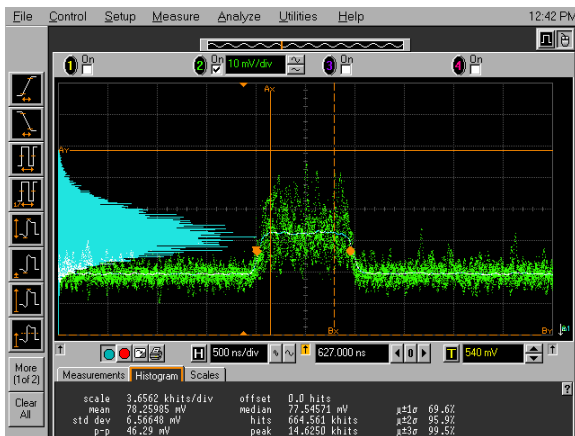 File Control Setup Measure Analyze Utilities Help 12:42 PM
1 On 2 On 10 mV/div 3 On 4 On
Ax
Ay
Bx By
More
(1of 2)
Clear
All
H 500 ns/div T 627.000 ns 0 T 540 mV
Measurements Histogram Scales
?
scale 3.6562 khits/div offset 0.0 hits
mean 78.25985 mV median 77.54571 mV µ±1σ 69.6%
std dev 6.56648 mV hits 664.561 khits µ±2σ 95.9%
p-p 46.29 mV peak 14.6250 khits µ±3σ 99.5%